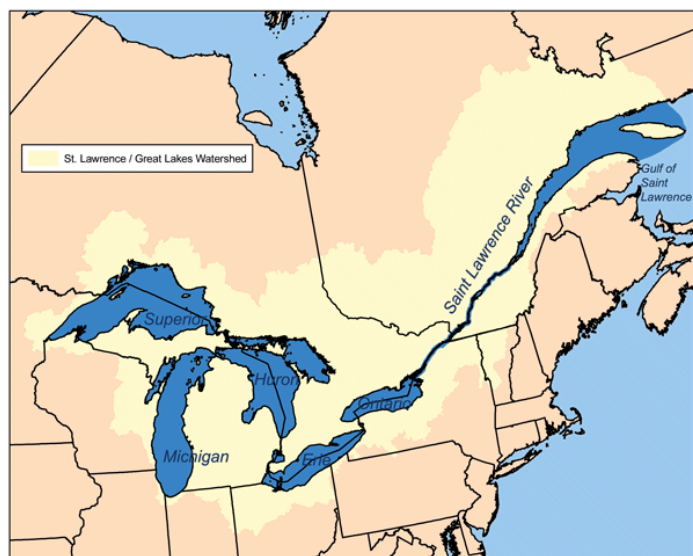 St. Lawrence / Great Lakes Watershed
Gulf of
Saint
Lawrence
Saint Lawrence River
Superior
Huron
Ontario
Michigan
Erie